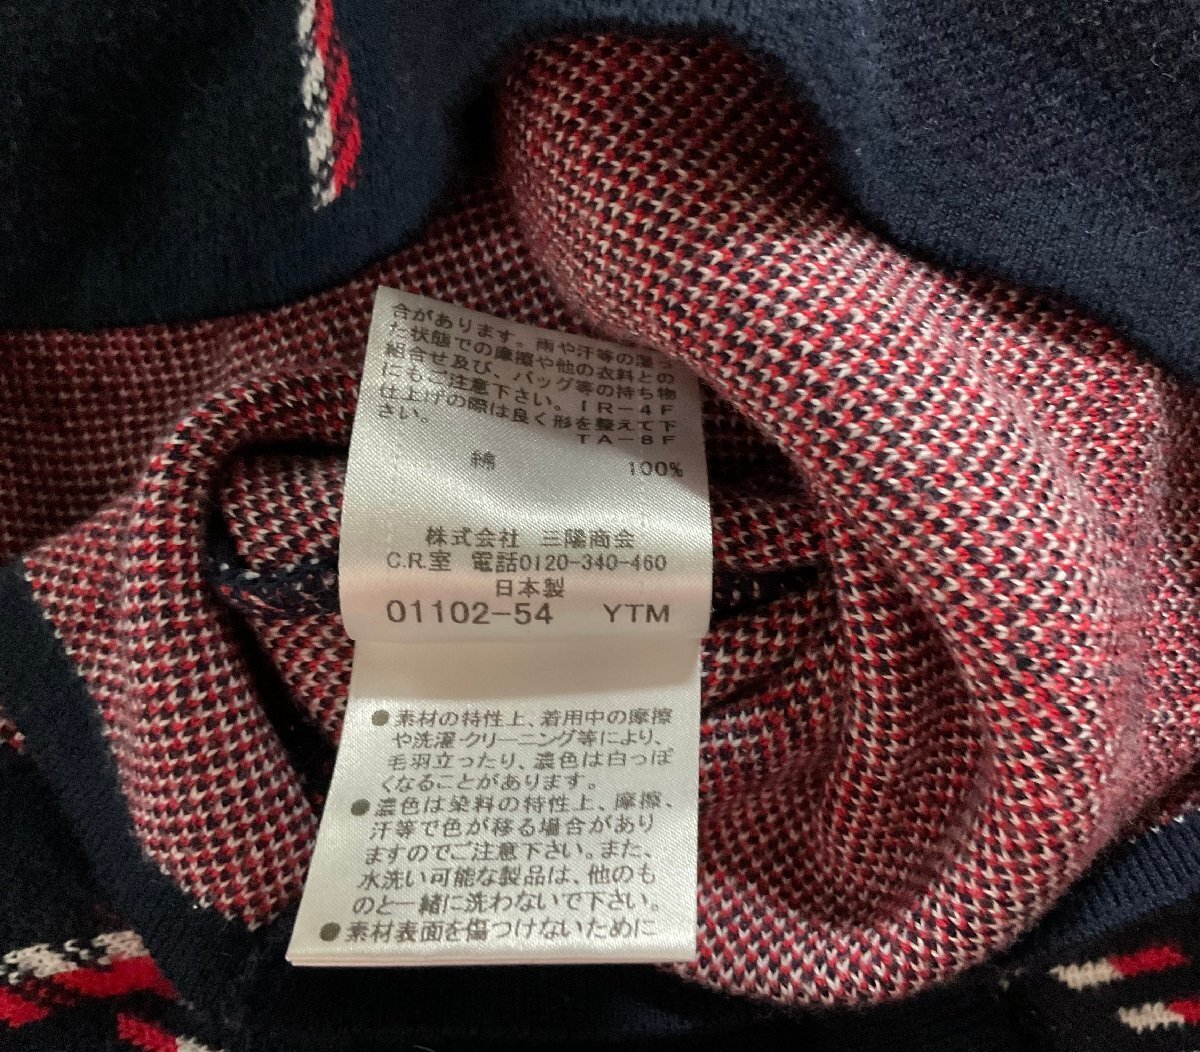 合があります。雨や汗等の湿っ
た状態での摩擦や他の衣料との
組合せ及び、バッグ等の持ち物
にもご注意下さい。IR-4F
仕上げの際は良く形を整えて下
さい。 TA-8F
綿 100%
株式会社 三隆商会
C.R.室 電話0120-340-460
日本製
01102-54 YTM
●素材の特性上、着用中の摩擦
や洗濯・クリーニング等により、
毛羽立ったり、濃色は白っぽ
くなることがあります。
●濃色は染料の特性上、摩擦、
汗等で色が移る場合があり
ますのでご注意下さい。また、
水洗い可能な製品は、他のも
のと一緒に洗わないで下さい。
●素材表面を傷つけないために